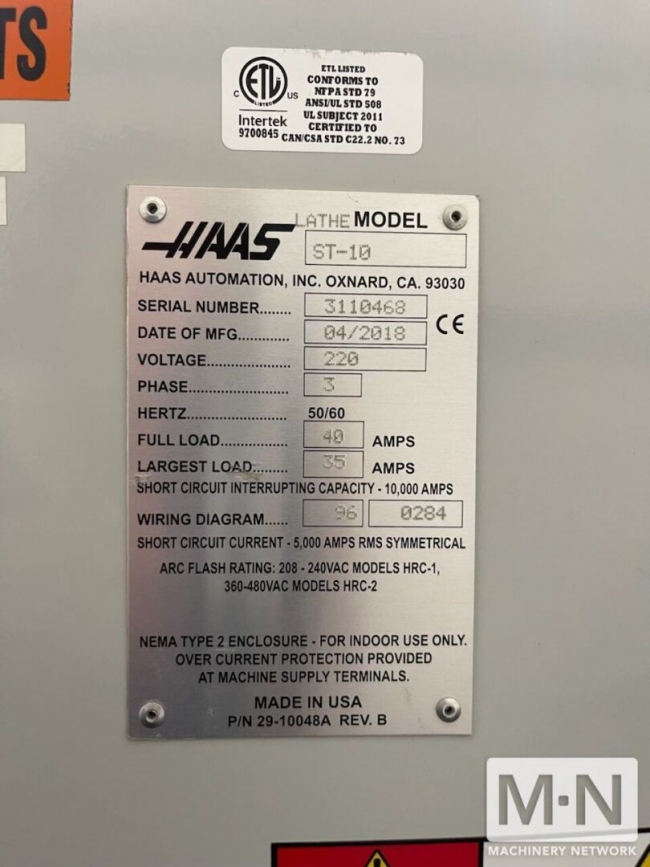 TS
ETL LISTED
CONFORMS TO
NFPA STD 79
ANSI/UL STD 508
UL SUBJECT 2011
CERTIFIED TO
CAN/CSA STD C22.2 NO. 73
C ETL US
LISTED
Intertek
9700845
HAAS
LATHE MODEL
ST-10
HAAS AUTOMATION, INC. OXNARD, CA. 93030
SERIAL NUMBER........ 3110468
DATE OF MFG............. 04/2018
CE
VOLTAGE..................... 220
PHASE......................... 3
HERTZ......................... 50/60
FULL LOAD................. 40 AMPS
LARGEST LOAD......... 35 AMPS
SHORT CIRCUIT INTERRUPTING CAPACITY - 10,000 AMPS
WIRING DIAGRAM...... 96 0284
SHORT CIRCUIT CURRENT - 5,000 AMPS RMS SYMMETRICAL
ARC FLASH RATING: 208 - 240VAC MODELS HRC-1,
360-480VAC MODELS HRC-2
NEMA TYPE 2 ENCLOSURE - FOR INDOOR USE ONLY.
OVER CURRENT PROTECTION PROVIDED
AT MACHINE SUPPLY TERMINALS.
MADE IN USA
P/N 29-10048A REV. B
M·N
MACHINERY NETWORK